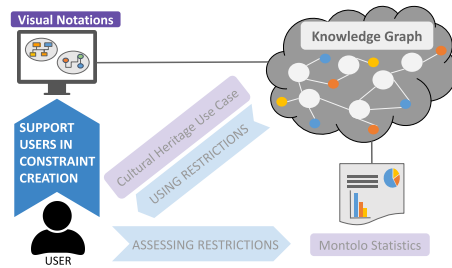 Visual Notations
Knowledge Graph
Cultural Heritage Use Case
USING RESTRICTIONS
SUPPORT
USERS IN
CONSTRAINT
CREATION
USER
ASSESSING RESTRICTIONS
Montolo Statistics